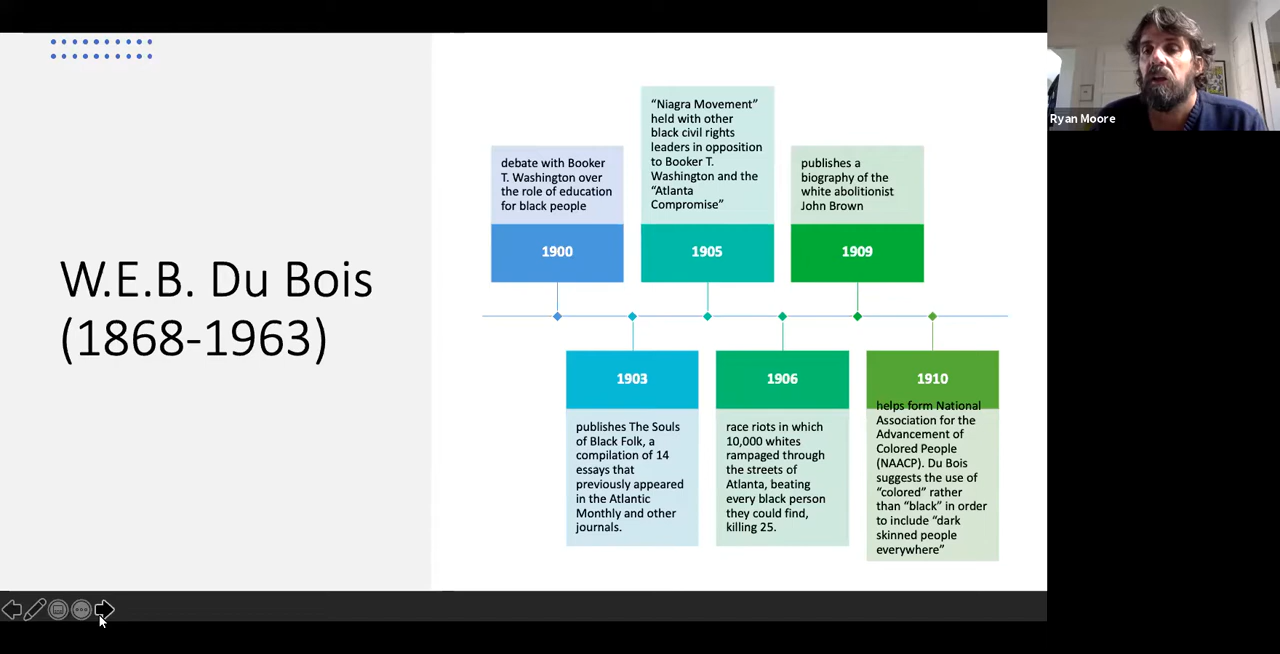 W.E.B. Du Bois
(1868-1963)
debate with Booker
T. Washington over
the role of education
for black people
1900
“Niagra Movement”
held with other
black civil rights
leaders in opposition
to Booker T.
Washington and the
“Atlanta
Compromise”
1905
publishes a
biography of the
white abolitionist
John Brown
1909
1903
publishes The Souls
of Black Folk, a
compilation of 14
essays that
previously appeared
in the Atlantic
Monthly and other
journals.
1906
race riots in which
10,000 whites
rampaged through
the streets of
Atlanta, beating
every black person
they could find,
killing 25.
1910
helps form National
Association for the
Advancement of
Colored People
(NAACP). Du Bois
suggests the use of
“colored” rather
than “black” in order
to include “dark
skinned people
everywhere”
Ryan Moore